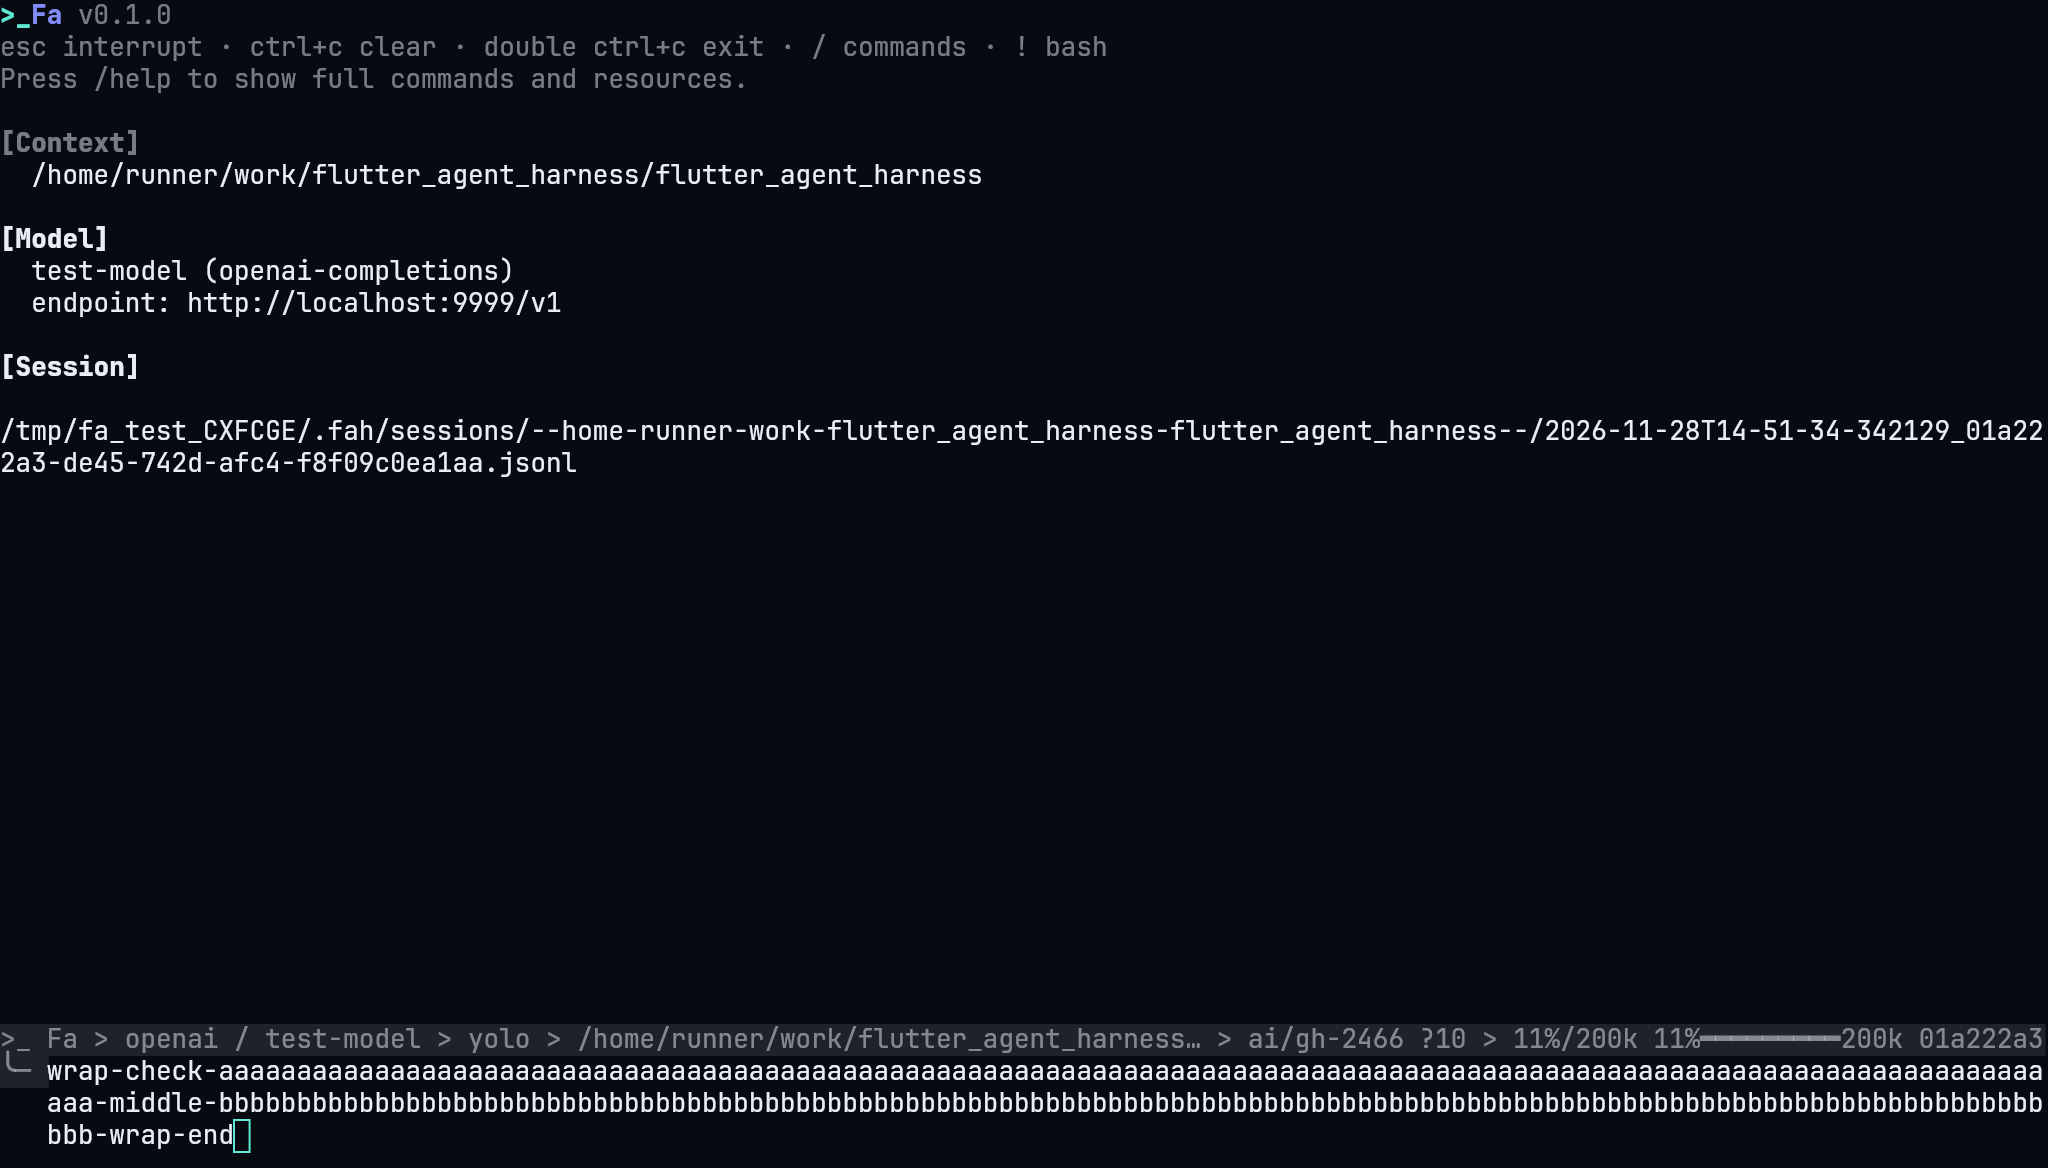 >_Fa v0.1.0
esc interrupt · ctrl+c clear · double ctrl+c exit · / commands · ! bash
Press /help to show full commands and resources.
[Context]
/home/runner/work/flutter_agent_harness/flutter_agent_harness
[Model]
test-model (openai-completions)
endpoint: http://localhost:9999/v1
[Session]
/tmp/fa_test_CXFCGE/.fah/sessions/--home-runner-work-flutter_agent_harness-flutter_agent_harness--/2026-11-28T14-51-34-342129_01a22
2a3-de45-742d-afc4-f8f09c0ea1aa.jsonl
>_ Fa > openai / test-model > yolo > /home/runner/work/flutter_agent_harness… > ai/gh-2466 ?10 > 11%/200k 11%━━━━━━━━━200k 01a222a3
╰─ wrap-check-aaaaaaaaaaaaaaaaaaaaaaaaaaaaaaaaaaaaaaaaaaaaaaaaaaaaaaaaaaaaaaaaaaaaaaaaaaaaaaaaaaaaaaaaaaaaaaaaaaaaaaaaaaaaaaaaaaaaa
aaa-middle-bbbbbbbbbbbbbbbbbbbbbbbbbbbbbbbbbbbbbbbbbbbbbbbbbbbbbbbbbbbbbbbbbbbbbbbbbbbbbbbbbbbbbbbbbbbbbbbbbbbbbbbbbbbbbbbbbbbbb
bbb-wrap-end